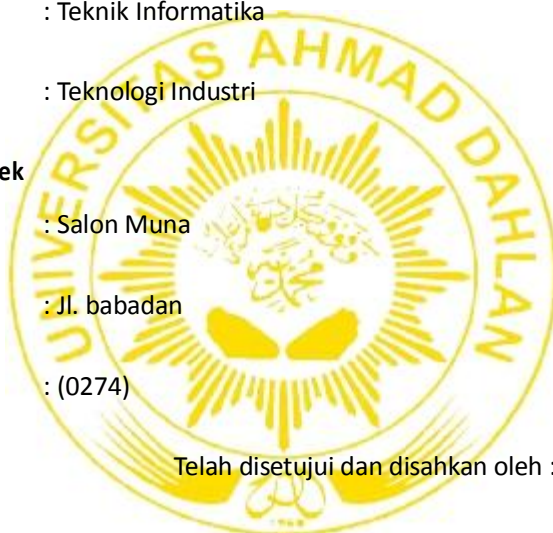 : Teknik Informatika
UNIVERSITAS AHMAD DAHLAN
: Teknologi Industri
ek
: Salon Muna
: Jl. babadan
: (0274)
Telah disetujui dan disahkan oleh :